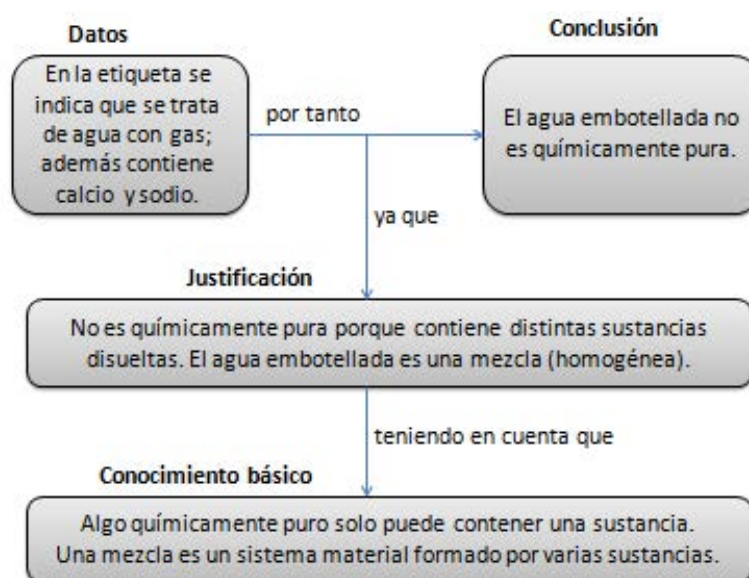 Datos
En la etiqueta se
indica que se trata
de agua con gas;
además contiene
calcio y sodio.
por tanto
Conclusión
El agua embotellada no
es químicamente pura.
ya que
Justificación
No es químicamente pura porque contiene distintas sustancias
disueltas. El agua embotellada es una mezcla (homogénea).
teniendo en cuenta que
Conocimiento básico
Algo químicamente puro solo puede contener una sustancia.
Una mezcla es un sistema material formado por varias sustancias.